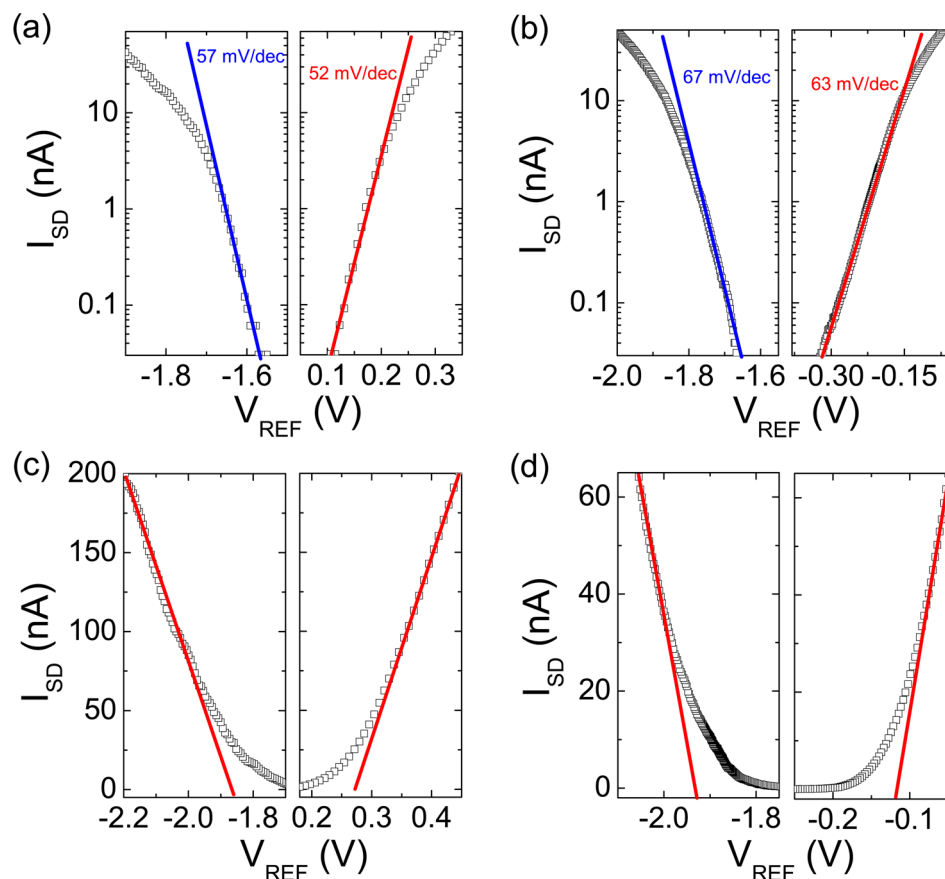 (a)
57 mV/dec
52 mV/dec
10
1
0.1
I_SD (nA)
-1.8 -1.6 0.1 0.2 0.3
V_REF (V)
(b)
67 mV/dec
63 mV/dec
10
1
0.1
I_SD (nA)
-2.0 -1.8 -1.6 -0.30 -0.15
V_REF (V)
(c)
200
150
100
50
0
I_SD (nA)
-2.2 -2.0 -1.8 0.2 0.3 0.4
V_REF (V)
(d)
60
40
20
0
I_SD (nA)
-2.0 -1.8 -0.2 -0.1
V_REF (V)